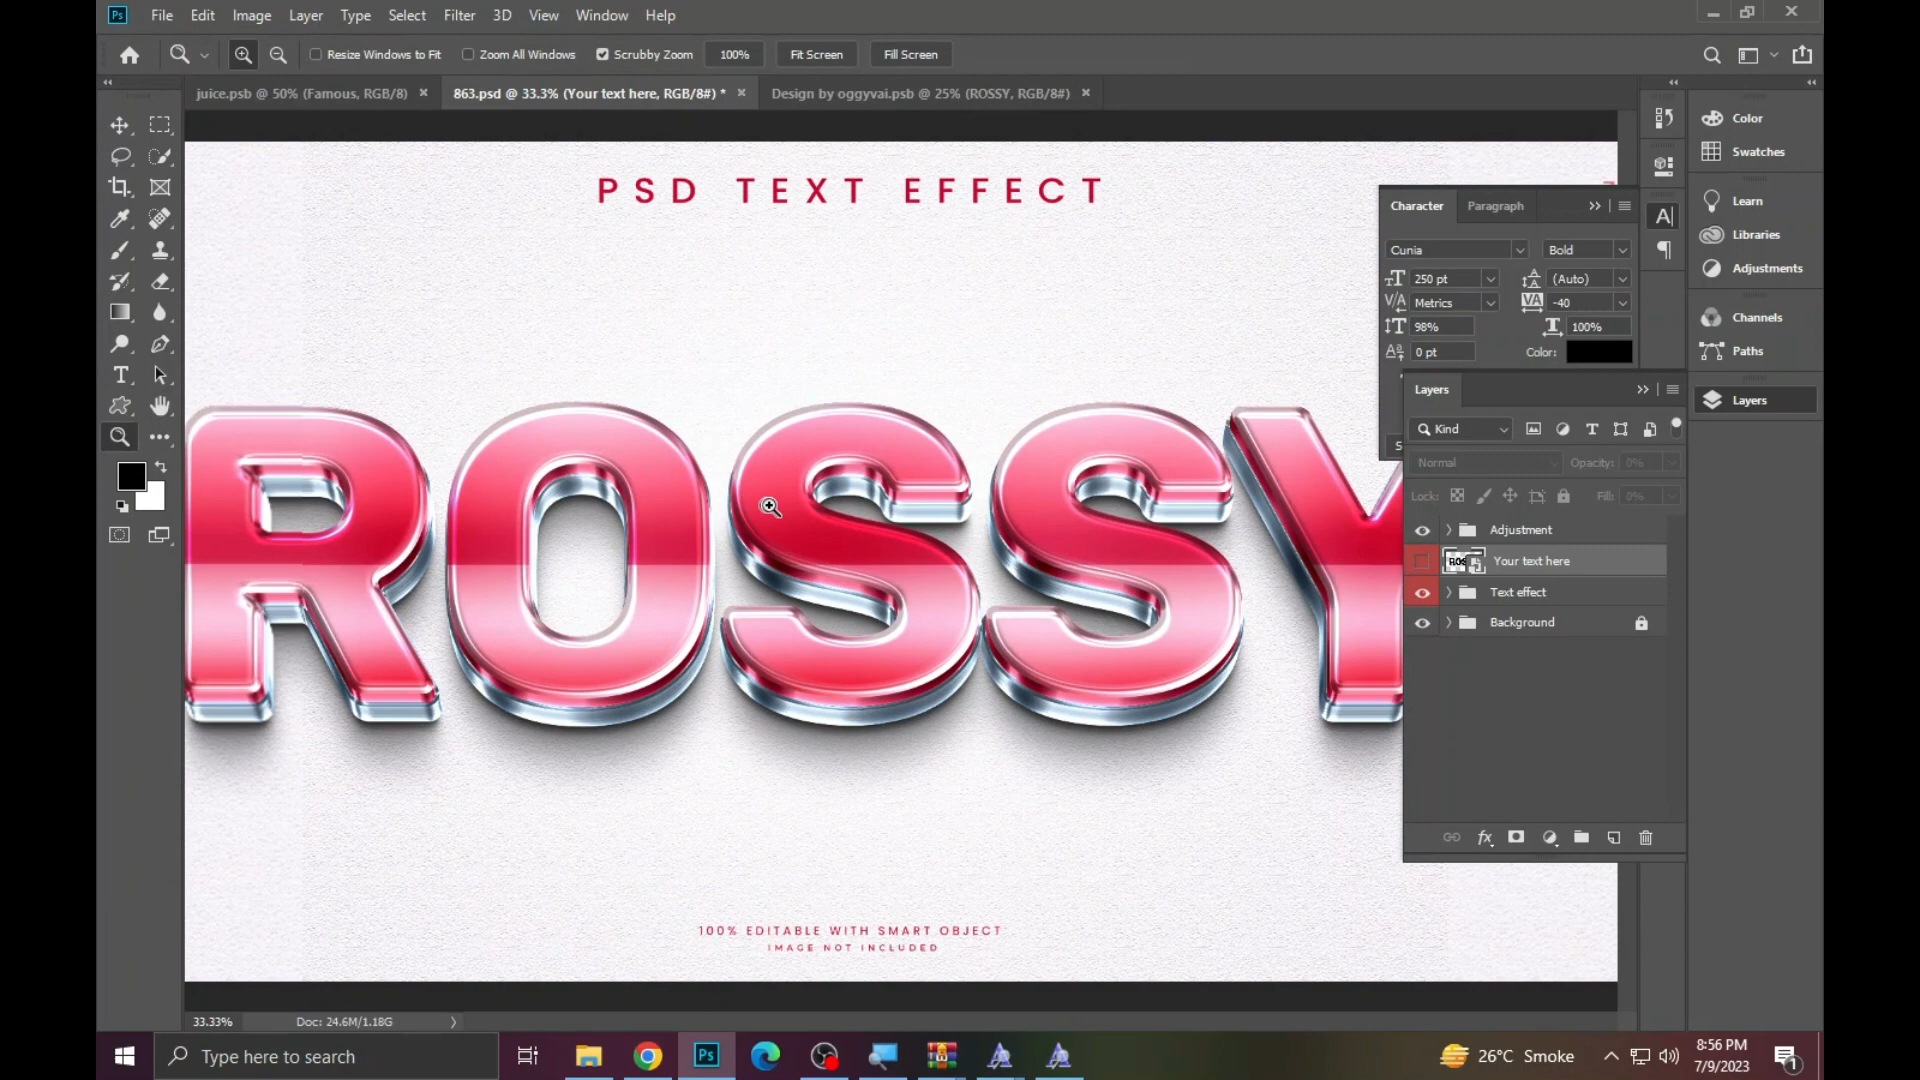 Ps File Edit Image Layer Type Select Filter 3D View Window Help
Resize Windows to Fit Zoom All Windows Scrubby Zoom 100% Fit Screen Fill Screen
juice.psb @ 50% (Famous, RGB/8) 863.psd @ 33.3% (Your text here, RGB/8#) * Design by oggyvai.psb @ 25% (ROSSY, RGB/8#)
PSD TEXT EFFECT
ROSSY
100% EDITABLE WITH SMART OBJECT
IMAGE NOT INCLUDED
Character Paragraph
Cunia Bold
250 pt (Auto)
Metrics -40
98% 100%
0 pt Color:
Layers
Kind
Normal Opacity: 0%
Lock: Fill: 0%
Adjustment
Your text here
Text effect
Background
Color
Swatches
Learn
Libraries
Adjustments
Channels
Paths
Layers
33.33% Doc: 24.6M/1.18G
Type here to search
Ps
26°C Smoke
8:56 PM
7/9/2023
1